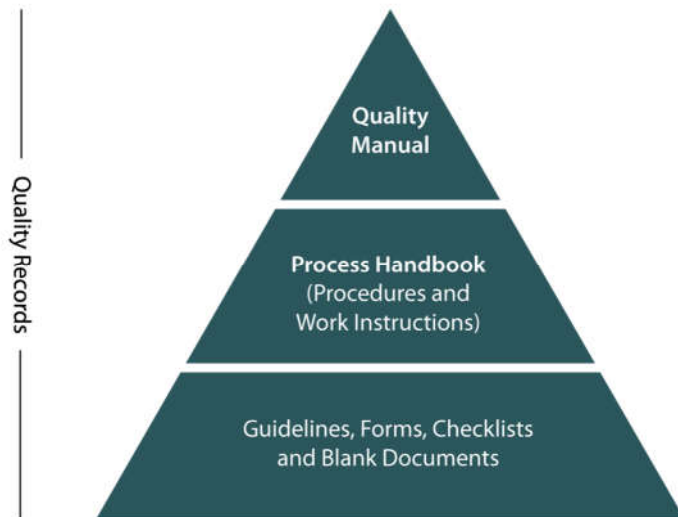 Quality
Manual
Quality Records
Process Handbook
(Procedures and
Work Instructions)
Guidelines, Forms, Checklists
and Blank Documents